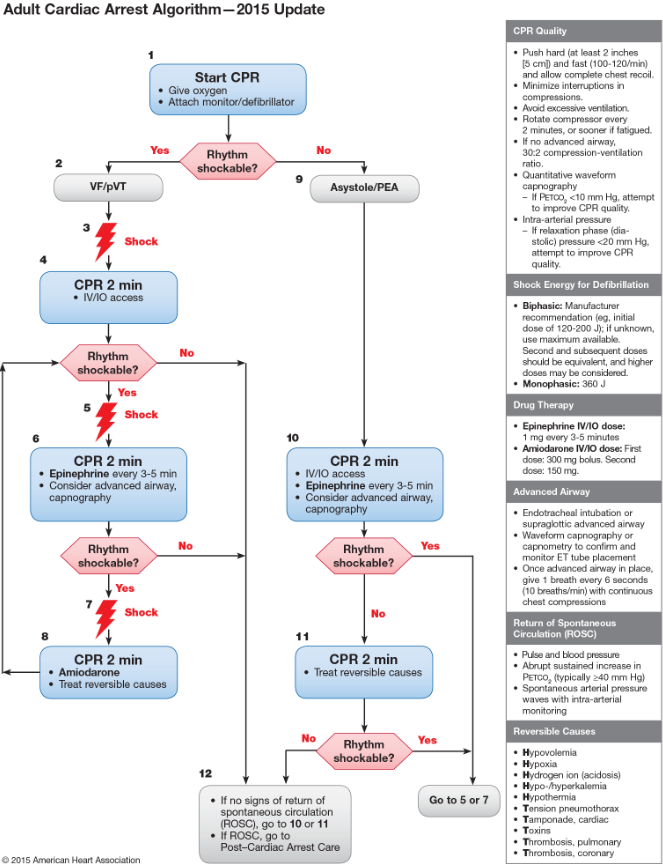 Adult Cardiac Arrest Algorithm—2015 Update
1
Start CPR
• Give oxygen
• Attach monitor/defibrillator
Yes
Rhythm
shockable?
No
2
VF/pVT
9
Asystole/PEA
3
Shock
4
CPR 2 min
• IV/IO access
Rhythm
shockable?
No
Yes
5
Shock
6
CPR 2 min
• Epinephrine every 3-5 min
• Consider advanced airway,
capnography
10
CPR 2 min
• IV/IO access
• Epinephrine every 3-5 min
• Consider advanced airway,
capnography
Rhythm
shockable?
No
Yes
Rhythm
shockable?
Yes
No
7
Shock
8
CPR 2 min
• Amiodarone
• Treat reversible causes
11
CPR 2 min
• Treat reversible causes
No
Rhythm
shockable?
Yes
12
• If no signs of return of
spontaneous circulation
(ROSC), go to 10 or 11
• If ROSC, go to
Post–Cardiac Arrest Care
Go to 5 or 7
© 2015 American Heart Association
CPR Quality
• Push hard (at least 2 inches
[5 cm]) and fast (100-120/min)
and allow complete chest recoil.
• Minimize interruptions in
compressions.
• Avoid excessive ventilation.
• Rotate compressor every
2 minutes, or sooner if fatigued.
• If no advanced airway,
30:2 compression-ventilation
ratio.
• Quantitative waveform
capnography
– If PETCO2 <10 mm Hg, attempt
to improve CPR quality.
• Intra-arterial pressure
– If relaxation phase (dia-
stolic) pressure <20 mm Hg,
attempt to improve CPR
quality.
Shock Energy for Defibrillation
• Biphasic: Manufacturer
recommendation (eg, initial
dose of 120-200 J); if unknown,
use maximum available.
Second and subsequent doses
should be equivalent, and higher
doses may be considered.
• Monophasic: 360 J
Drug Therapy
• Epinephrine IV/IO dose:
1 mg every 3-5 minutes
• Amiodarone IV/IO dose: First
dose: 300 mg bolus. Second
dose: 150 mg.
Advanced Airway
• Endotracheal intubation or
supraglottic advanced airway
• Waveform capnography or
capnometry to confirm and
monitor ET tube placement
• Once advanced airway in place,
give 1 breath every 6 seconds
(10 breaths/min) with continuous
chest compressions
Return of Spontaneous
Circulation (ROSC)
• Pulse and blood pressure
• Abrupt sustained increase in
PETCO2 (typically ≥40 mm Hg)
• Spontaneous arterial pressure
waves with intra-arterial
monitoring
Reversible Causes
• Hypovolemia
• Hypoxia
• Hydrogen ion (acidosis)
• Hypo-/hyperkalemia
• Hypothermia
• Tension pneumothorax
• Tamponade, cardiac
• Toxins
• Thrombosis, pulmonary
• Thrombosis, coronary